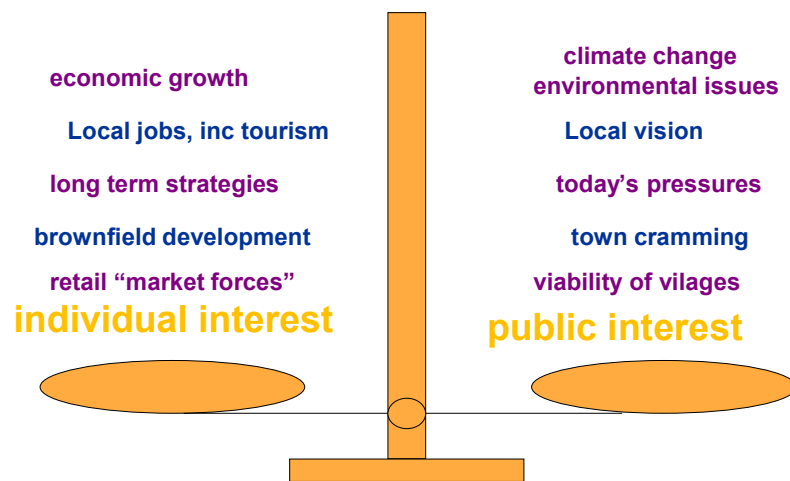 economic growth
Local jobs, inc tourism
long term strategies
brownfield development
retail “market forces”
individual interest
climate change
environmental issues
Local vision
today’s pressures
town cramming
viability of vilages
public interest